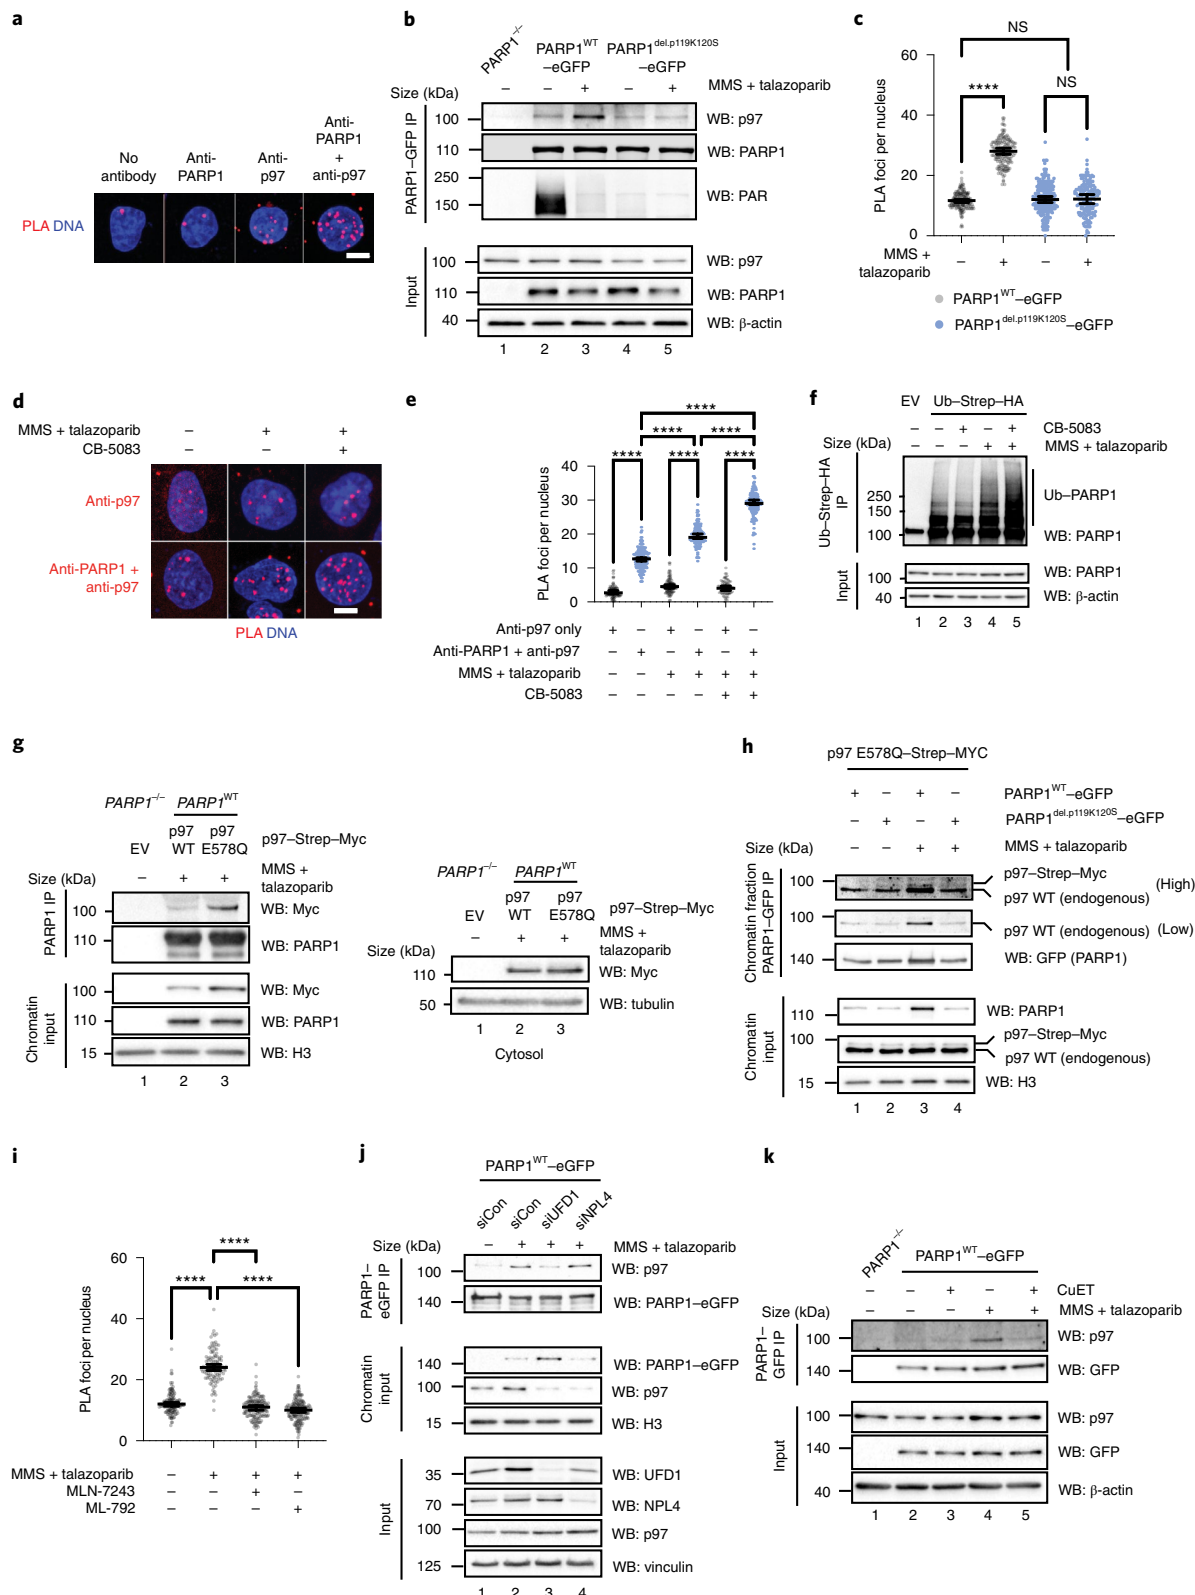 a
No antibody
Anti-PARP1
Anti-p97
Anti-PARP1 + anti-p97
PLA DNA
b
PARP1–/–
PARP1WT –eGFP
PARP1del.p119K120S –eGFP
– – + – + MMS + talazoparib
Size (kDa)
PARP1–GFP IP
100 WB: p97
110 WB: PARP1
250
150
WB: PAR
Input
100 WB: p97
110 WB: PARP1
40 WB: β-actin
1 2 3 4 5
c
NS
**** NS
PLA foci per nucleus
60
40
20
0
MMS + talazoparib – + – +
PARP1WT–eGFP
PARP1del.p119K120S–eGFP
d
MMS + talazoparib – + +
CB-5083 – – +
Anti-p97
Anti-PARP1 + anti-p97
PLA DNA
e
****
**** ****
**** **** ****
PLA foci per nucleus
40
30
20
10
0
Anti-p97 only + – + – + –
Anti-PARP1 + anti-p97 – + – + – +
MMS + talazoparib – – + + + +
CB-5083 – – – – + +
f
EV Ub–Strep–HA
– – + – + CB-5083
Size (kDa) – – – + + MMS + talazoparib
Ub–Strep–HA IP
250
150
100
Ub–PARP1
WB: PARP1
Input
100 WB: PARP1
40 WB: β-actin
1 2 3 4 5
g
PARP1–/– PARP1WT
EV p97 WT p97 E578Q p97–Strep–Myc
Size (kDa) – + + MMS + talazoparib
PARP1 IP
100 WB: Myc
110 WB: PARP1
Chromatin input
100 WB: Myc
110 WB: PARP1
15 WB: H3
1 2 3
PARP1–/– PARP1WT
EV p97 WT p97 E578Q p97–Strep–Myc
Size (kDa) – + + MMS + talazoparib
110 WB: Myc
50 WB: tubulin
1 2 3
Cytosol
h
p97 E578Q–Strep–MYC
+ – + – PARP1WT–eGFP
– + – + PARP1del.p119K120S–eGFP
Size (kDa) – – + + MMS + talazoparib
Chromatin fraction PARP1–GFP IP
100 p97–Strep–Myc
p97 WT (endogenous) (High)
100 p97 WT (endogenous) (Low)
140 WB: GFP (PARP1)
Chromatin input
110 WB: PARP1
100 p97–Strep–Myc
p97 WT (endogenous)
15 WB: H3
1 2 3 4
i
****
**** ****
PLA foci per nucleus
60
40
20
0
MMS + talazoparib – + + +
MLN-7243 – – + –
ML-792 – – – +
j
PARP1WT–eGFP
siCon siCon siUFD1 siNPL4
Size (kDa) – + + + MMS + talazoparib
PARP1–eGFP IP
100 WB: p97
140 WB: PARP1–eGFP
Chromatin input
140 WB: PARP1–eGFP
100 WB: p97
15 WB: H3
Input
35 WB: UFD1
70 WB: NPL4
100 WB: p97
125 WB: vinculin
1 2 3 4
k
PARP1–/– PARP1WT–eGFP
– – + – + CuET
Size (kDa) – – – + + MMS + talazoparib
PARP1–GFP IP
100 WB: p97
140 WB: GFP
Input
100 WB: p97
140 WB: GFP
40 WB: β-actin
1 2 3 4 5